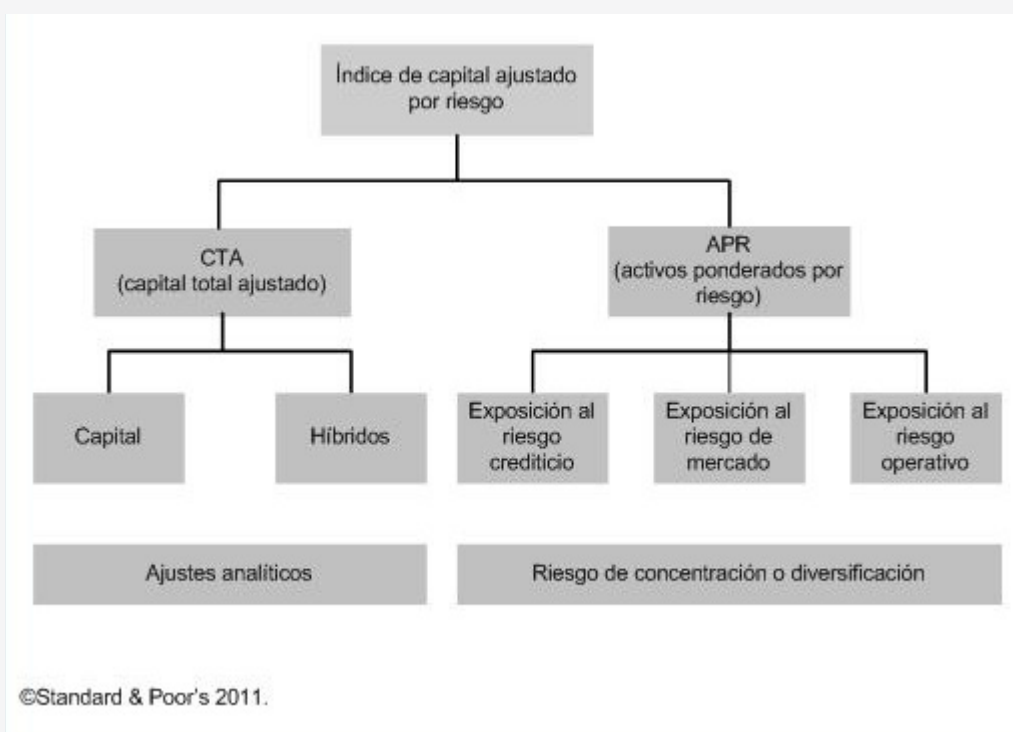 Índice de capital ajustado
por riesgo
CTA
(capital total ajustado)
APR
(activos ponderados por
riesgo)
Capital
Híbridos
Exposición al
riesgo
crediticio
Exposición al
riesgo de
mercado
Exposición al
riesgo
operativo
Ajustes analíticos
Riesgo de concentración o diversificación
©Standard & Poor's 2011.